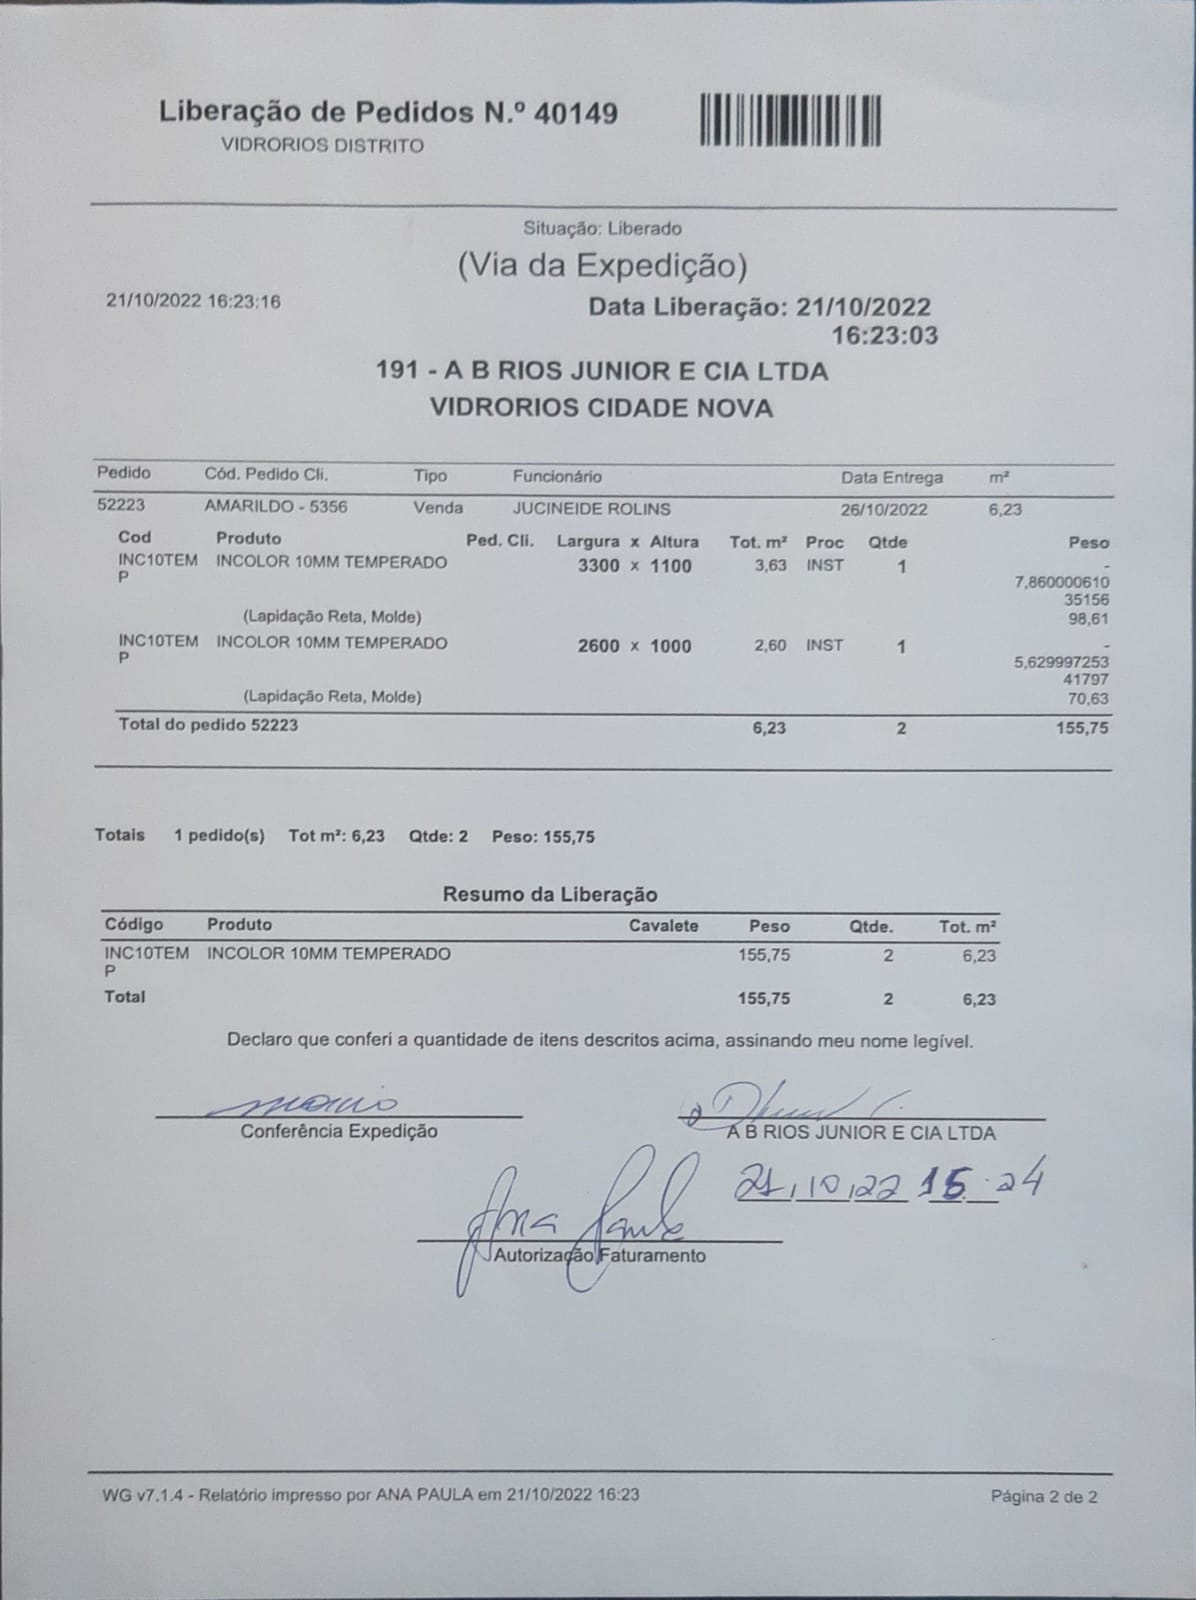 Liberação de Pedidos N.º 40149
VIDRORIOS DISTRITO
Situação: Liberado
(Via da Expedição)
21/10/2022 16:23:16
Data Liberação: 21/10/2022
16:23:03
191 - A B RIOS JUNIOR E CIA LTDA
VIDRORIOS CIDADE NOVA
Pedido Cód. Pedido Cli. Tipo Funcionário Data Entrega m²
52223 AMARILDO - 5356 Venda JUCINEIDE ROLINS 26/10/2022 6,23
Cod Produto Ped. Cli. Largura x Altura Tot. m² Proc Qtde Peso
INC10TEM INCOLOR 10MM TEMPERADO 3300 x 1100 3,63 INST 1 -
P 7,860000610
35156
(Lapidação Reta, Molde) 98,61
INC10TEM INCOLOR 10MM TEMPERADO 2600 x 1000 2,60 INST 1 -
P 5,629997253
41797
(Lapidação Reta, Molde) 70,63
Total do pedido 52223 6,23 2 155,75
Totais 1 pedido(s) Tot m²: 6,23 Qtde: 2 Peso: 155,75
Resumo da Liberação
Código Produto Cavalete Peso Qtde. Tot. m²
INC10TEM INCOLOR 10MM TEMPERADO 155,75 2 6,23
P
Total 155,75 2 6,23
Declaro que conferi a quantidade de itens descritos acima, assinando meu nome legível.
Conferência Expedição
A B RIOS JUNIOR E CIA LTDA
21,10,22 15:24
Ana Paula
Autorização Faturamento
WG v7.1.4 - Relatório impresso por ANA PAULA em 21/10/2022 16:23
Página 2 de 2